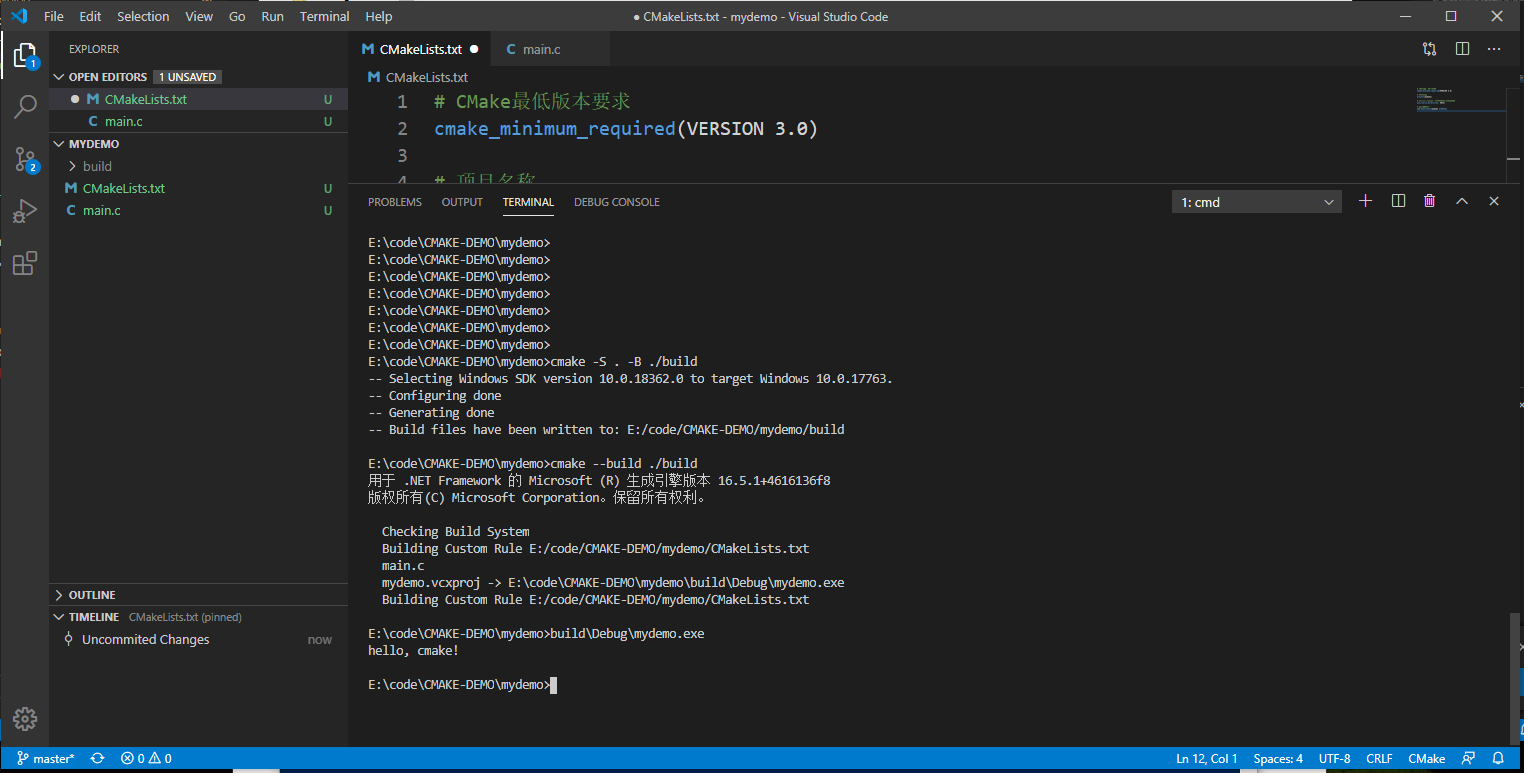 File Edit Selection View Go Run Terminal Help
● CMakeLists.txt - mydemo - Visual Studio Code
1
2
EXPLORER
OPEN EDITORS 1 UNSAVED
M CMakeLists.txt U
C main.c U
MYDEMO
build
M CMakeLists.txt U
C main.c U
OUTLINE
TIMELINE CMakeLists.txt (pinned)
Uncommited Changes now
M CMakeLists.txt ●
C main.c
M CMakeLists.txt
1 # CMake最低版本要求
2 cmake_minimum_required(VERSION 3.0)
3
4 # 项目名称
PROBLEMS OUTPUT TERMINAL DEBUG CONSOLE
1: cmd
E:\code\CMAKE-DEMO\mydemo>
E:\code\CMAKE-DEMO\mydemo>
E:\code\CMAKE-DEMO\mydemo>
E:\code\CMAKE-DEMO\mydemo>
E:\code\CMAKE-DEMO\mydemo>
E:\code\CMAKE-DEMO\mydemo>
E:\code\CMAKE-DEMO\mydemo>
E:\code\CMAKE-DEMO\mydemo>cmake -S . -B ./build
-- Selecting Windows SDK version 10.0.18362.0 to target Windows 10.0.17763.
-- Configuring done
-- Generating done
-- Build files have been written to: E:/code/CMAKE-DEMO/mydemo/build
E:\code\CMAKE-DEMO\mydemo>cmake --build ./build
用于 .NET Framework 的 Microsoft (R) 生成引擎版本 16.5.1+4616136f8
版权所有(C) Microsoft Corporation。保留所有权利。
Checking Build System
Building Custom Rule E:/code/CMAKE-DEMO/mydemo/CMakeLists.txt
main.c
mydemo.vcxproj -> E:\code\CMAKE-DEMO\mydemo\build\Debug\mydemo.exe
Building Custom Rule E:/code/CMAKE-DEMO/mydemo/CMakeLists.txt
E:\code\CMAKE-DEMO\mydemo>build\Debug\mydemo.exe
hello, cmake!
E:\code\CMAKE-DEMO\mydemo>
master* 0 0 Ln 12, Col 1 Spaces: 4 UTF-8 CRLF CMake